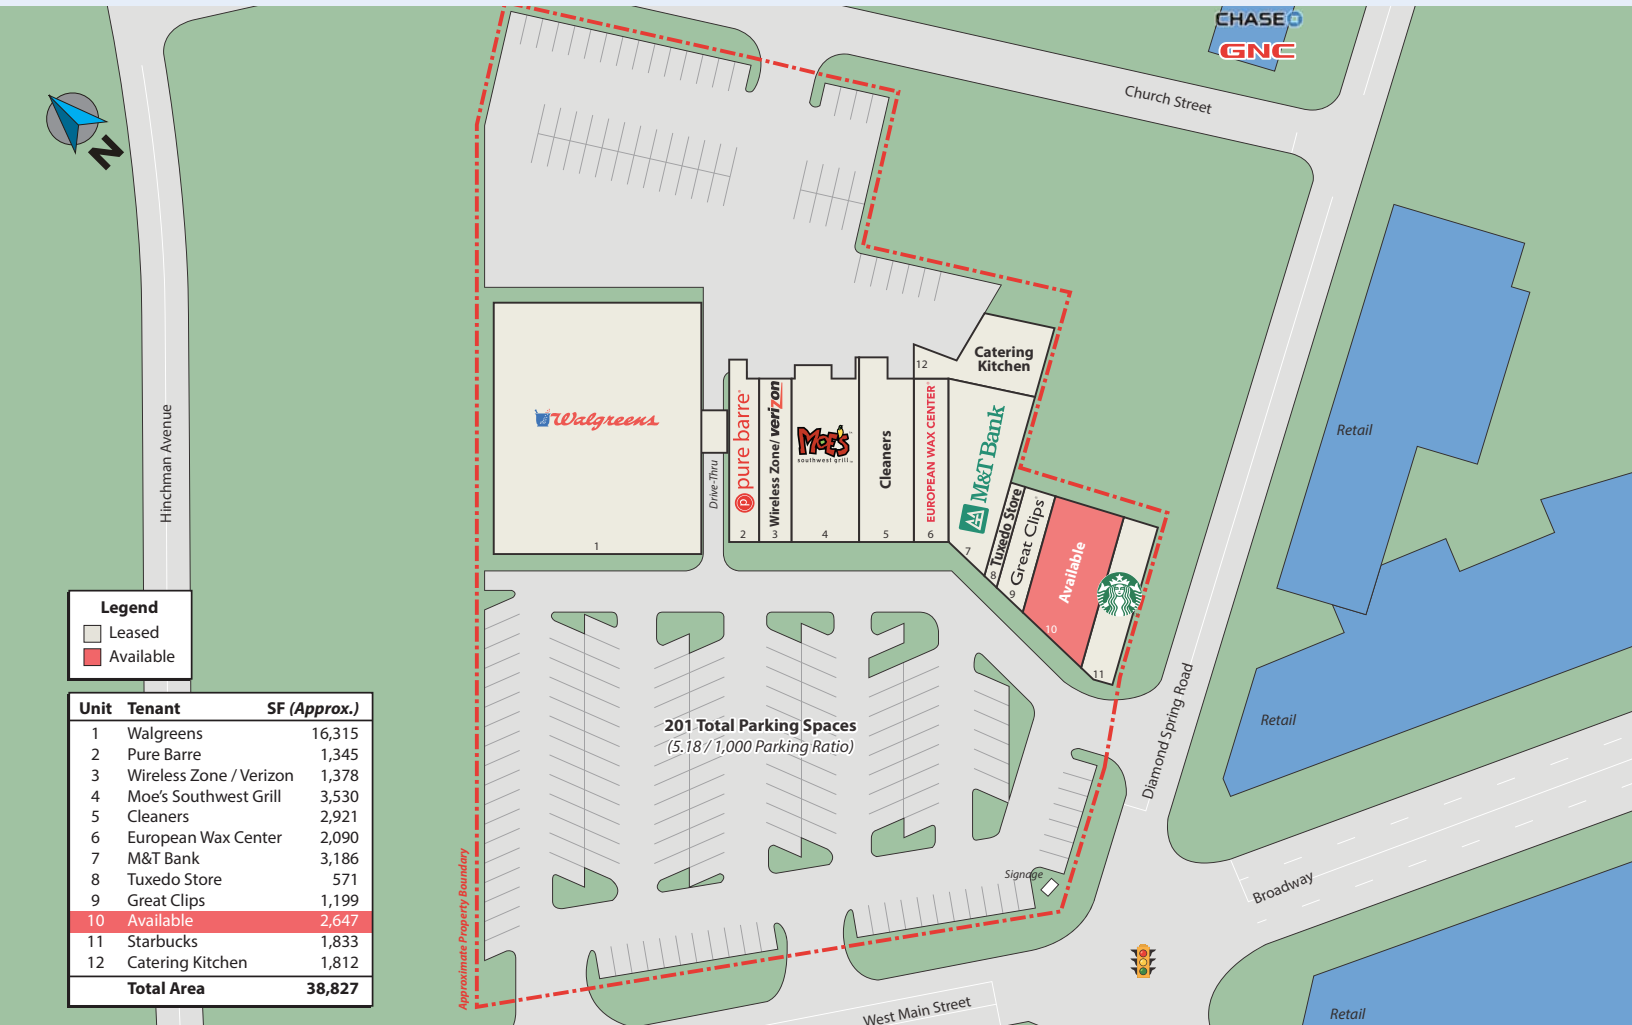 CHASE
GNC
Church Street
N
Hinchman Avenue
Walgreens
1
Drive-Thru
pure barre
2
Wireless Zone/ verizon
3
MOE'S
southwest grill
4
Cleaners
5
EUROPEAN WAX CENTER
6
12
Catering
Kitchen
M&T Bank
7
Tuxedo Store
8
Great Clips
9
Available
10
11
Retail
Retail
Retail
Diamond Spring Road
Broadway
West Main Street
Signage
201 Total Parking Spaces
(5.18 / 1,000 Parking Ratio)
Approximate Property Boundary
Legend
Leased
Available
Unit Tenant SF (Approx.)
1 Walgreens 16,315
2 Pure Barre 1,345
3 Wireless Zone / Verizon 1,378
4 Moe's Southwest Grill 3,530
5 Cleaners 2,921
6 European Wax Center 2,090
7 M&T Bank 3,186
8 Tuxedo Store 571
9 Great Clips 1,199
10 Available 2,647
11 Starbucks 1,833
12 Catering Kitchen 1,812
Total Area 38,827